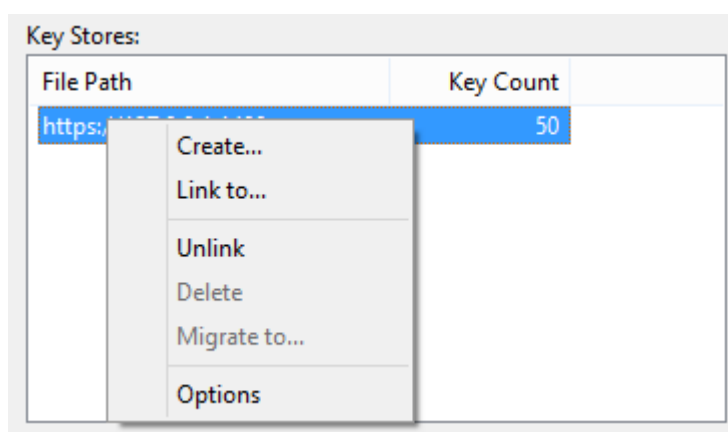 Key Stores:
File Path Key Count
https:/ 50
Create...
Link to...
Unlink
Delete
Migrate to...
Options